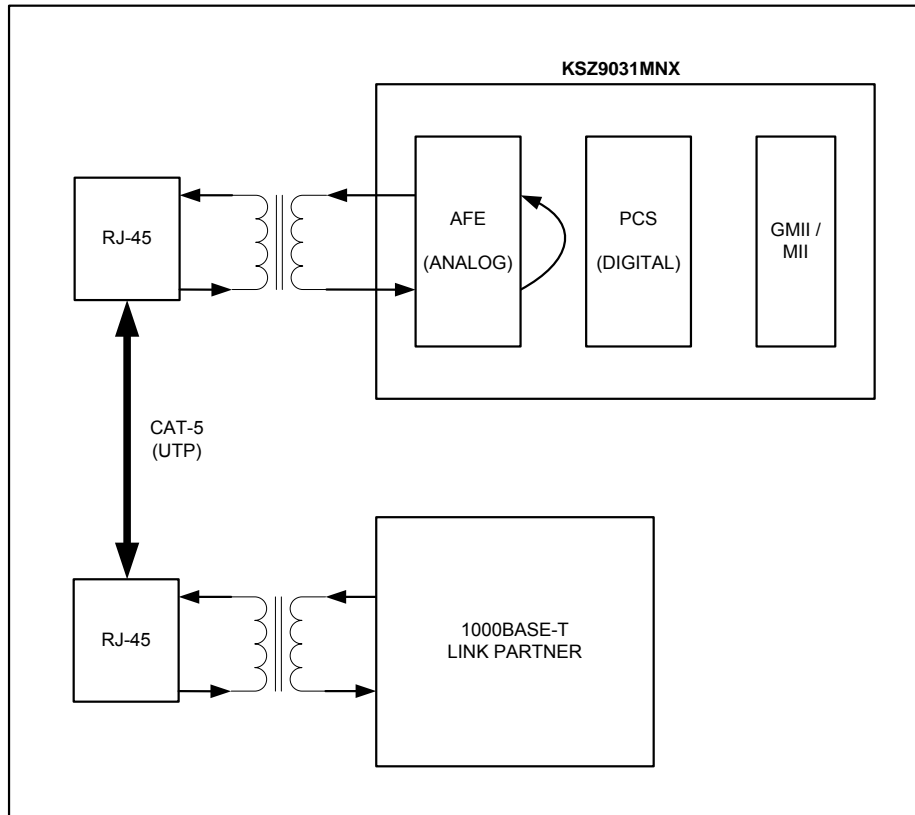 KSZ9031MNX
RJ-45
AFE
(ANALOG)
PCS
(DIGITAL)
GMII /
MII
CAT-5
(UTP)
RJ-45
1000BASE-T
LINK PARTNER